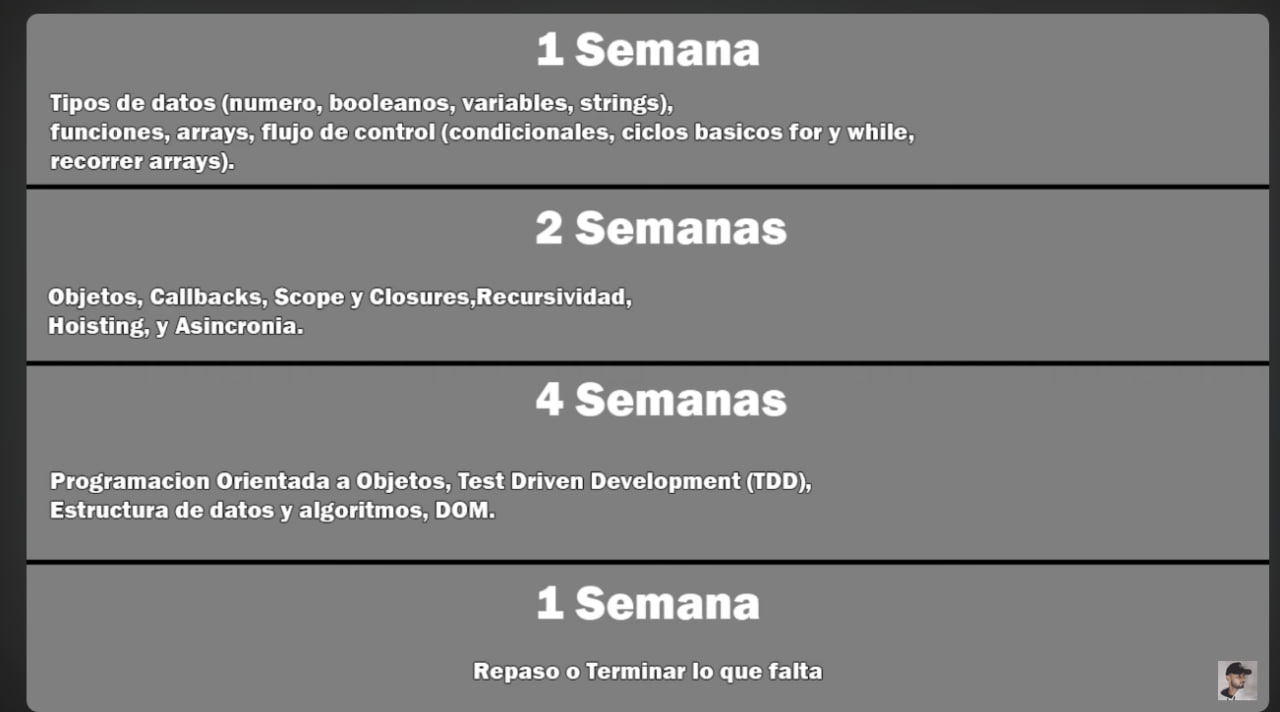 1 Semana
Tipos de datos (numero, booleanos, variables, strings),
funciones, arrays, flujo de control (condicionales, ciclos basicos for y while,
recorrer arrays).
2 Semanas
Objetos, Callbacks, Scope y Closures,Recursividad,
Hoisting, y Asincronia.
4 Semanas
Programacion Orientada a Objetos, Test Driven Development (TDD),
Estructura de datos y algoritmos, DOM.
1 Semana
Repaso o Terminar lo que falta